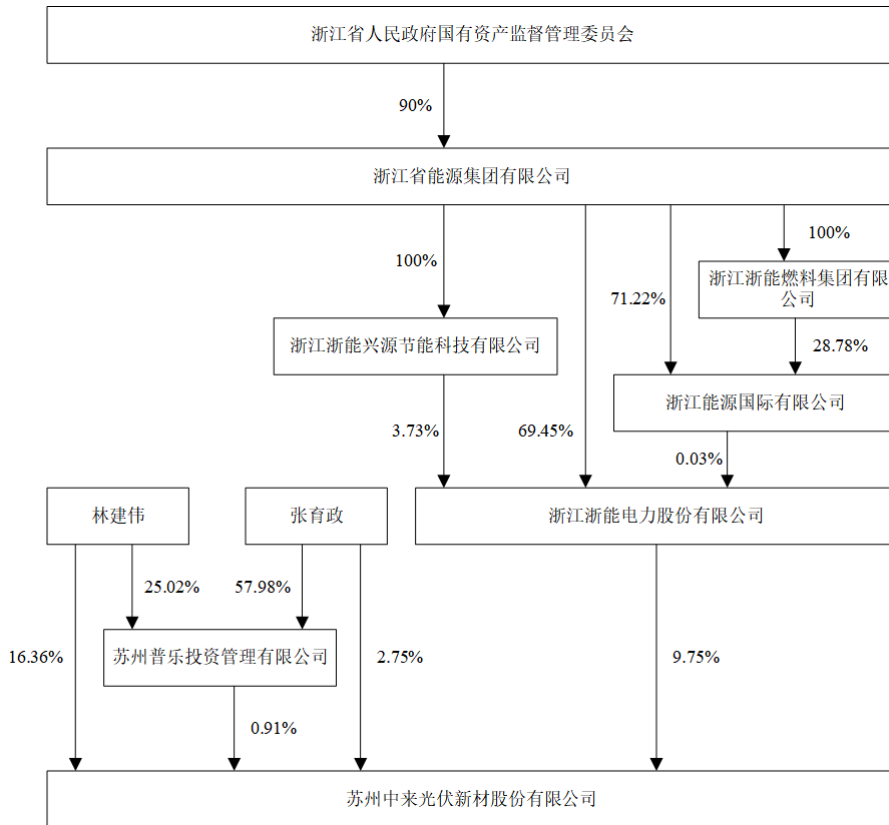 浙江省人民政府国有资产监督管理委员会
90%
浙江省能源集团有限公司
100%
100%
71.22%
浙江浙能燃料集团有限
公司
浙江浙能兴源节能科技有限公司
28.78%
浙江能源国际有限公司
3.73%
69.45%
0.03%
林建伟
张育政
浙江浙能电力股份有限公司
25.02%
57.98%
16.36%
苏州普乐投资管理有限公司
2.75%
9.75%
0.91%
苏州中来光伏新材股份有限公司